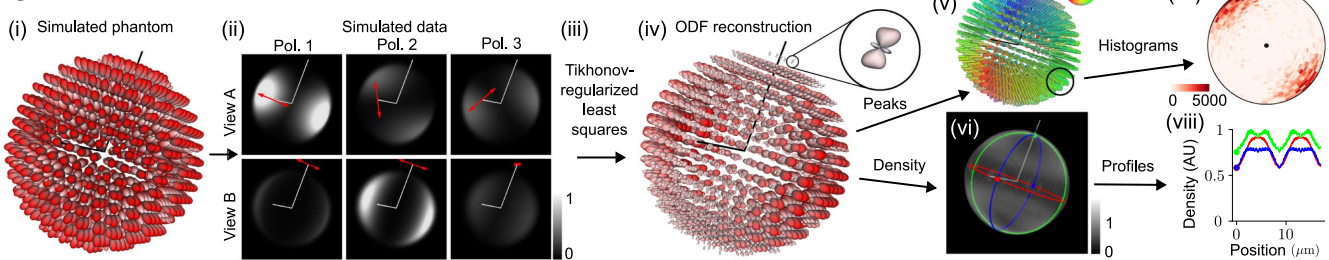 (i) Simulated phantom
(ii) Simulated data
Pol. 1 Pol. 2 Pol. 3
View A
View B
1
0
(iii)
Tikhonov-
regularized
least
squares
(iv) ODF reconstruction
Peaks
Density
(v)
Histograms
0 5000
(vi)
1
0
Profiles
(viii)
Density (AU)
1
0.5
0
0 10
Position (μm)